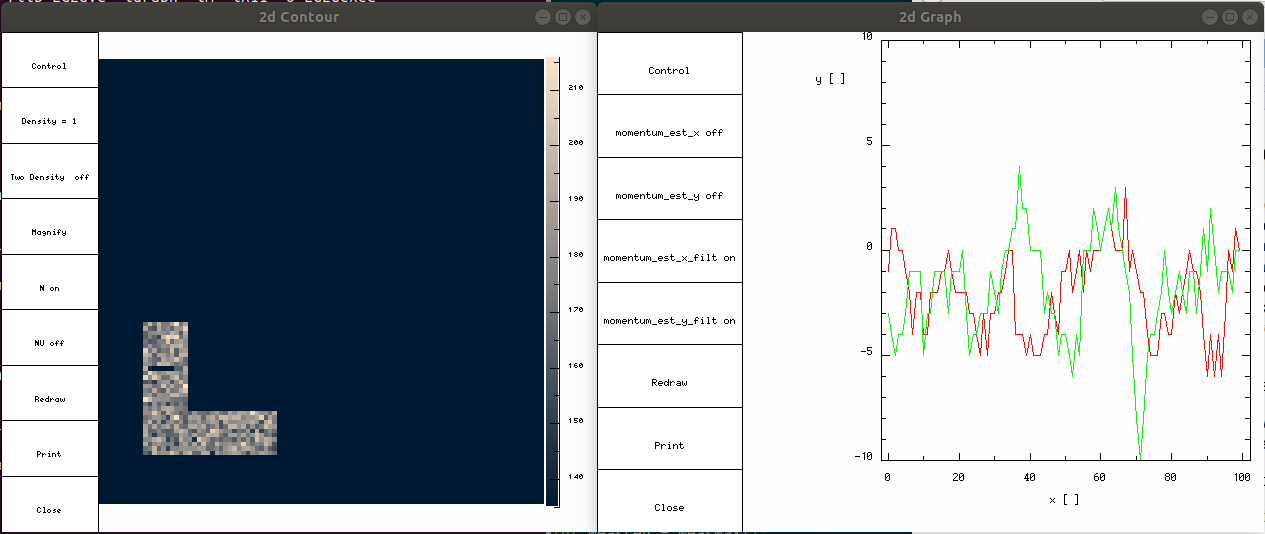 2d Contour
Control
Density = 1
Two Density off
Magnify
N on
NU off
Redraw
Print
Close
210
200
190
180
170
160
150
140
2d Graph
Control
momentum_est_x off
momentum_est_y off
momentum_est_x_filt on
momentum_est_y_filt on
Redraw
Print
Close
y [ ]
10
5
0
-5
-10
0
20
40
60
80
100
x [ ]